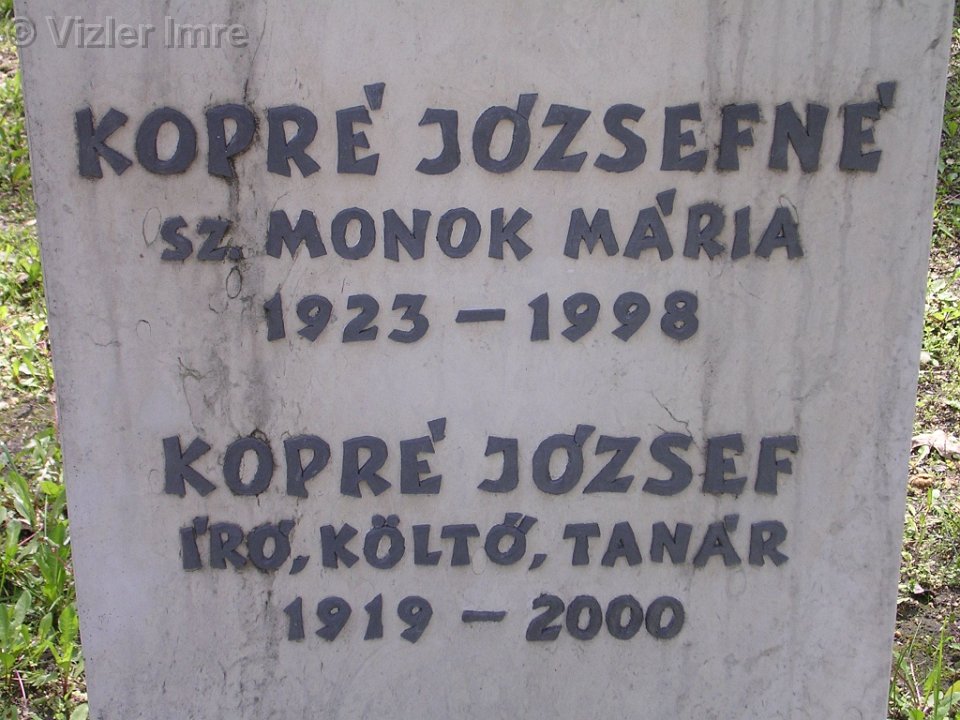 © Vizler Imre
KOPRÉ JÓZSEFNÉ
SZ. MONOK MÁRIA
1923 – 1998
KOPRÉ JÓZSEF
ÍRÓ, KÖLTŐ, TANÁR
1919 – 2000